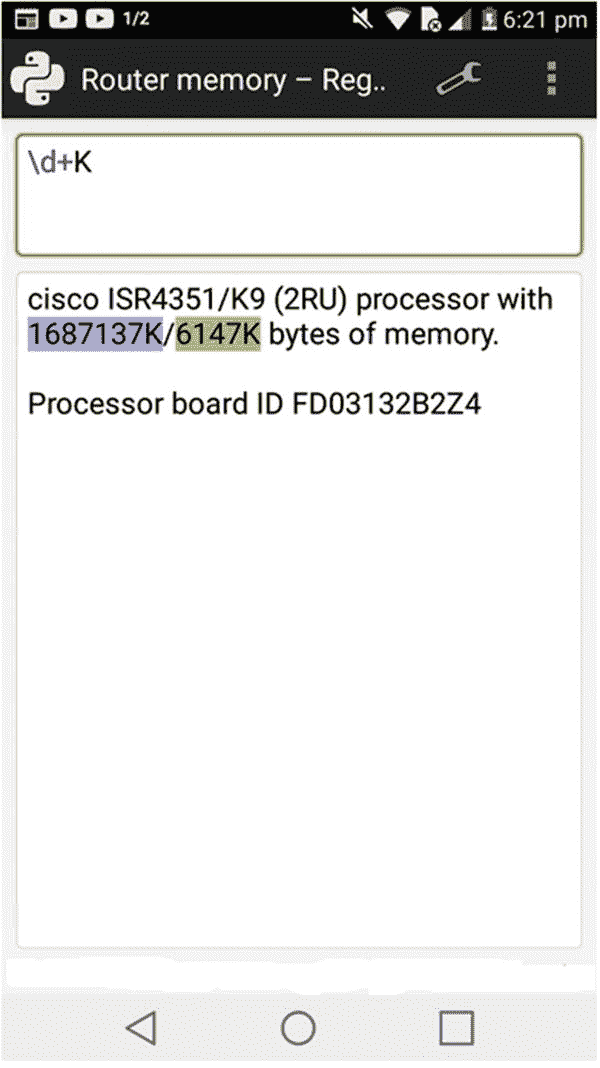 1/2 6:21 pm
Router memory – Reg..
\d+K
cisco ISR4351/K9 (2RU) processor with
1687137K/6147K bytes of memory.
Processor board ID FD03132B2Z4